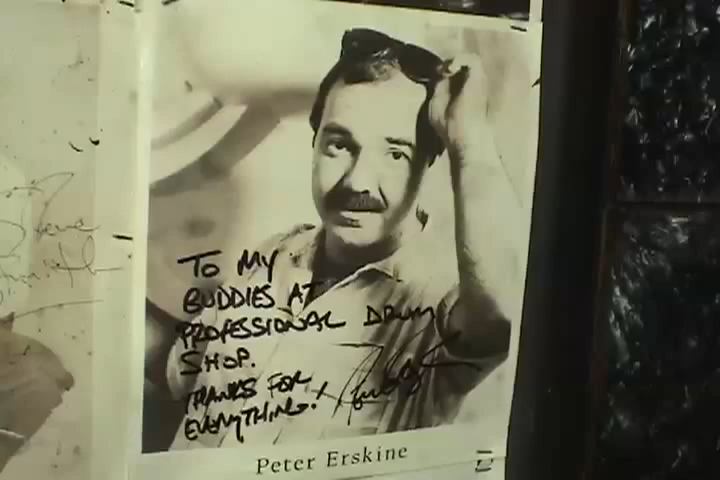 TO MY
BUDDIES AT
PROFESSIONAL DRUM
SHOP.
THANKS FOR
EVERYTHING!
Peter Erskine